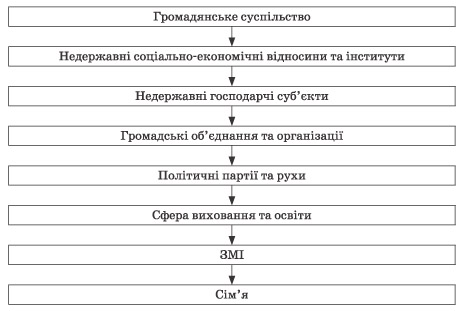 Громадянське суспільство
Недержавні соціально-економічні відносини та інститути
Недержавні господарчі суб’єкти
Громадські об’єднання та організації
Політичні партії та рухи
Сфера виховання та освіти
ЗМІ
Сім’я